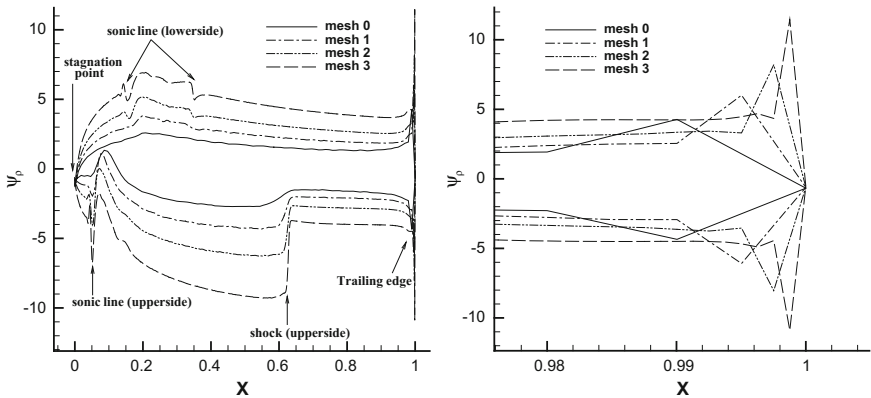 mesh 0
mesh 1
mesh 2
mesh 3
sonic line (lowerside)
stagnation
point
sonic line (upperside)
shock (upperside)
Trailing edge
10
5
0
-5
-10
ψρ
0
0.2
0.4
0.6
0.8
1
X
mesh 0
mesh 1
mesh 2
mesh 3
10
5
0
-5
-10
ψρ
0.98
0.99
1
X